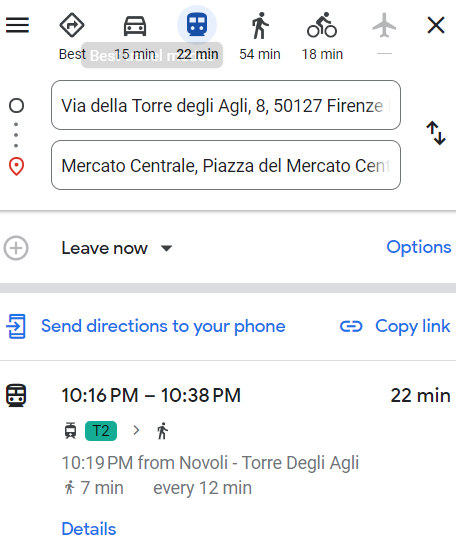 Best 15 min 22 min 54 min 18 min —
Via della Torre degli Agli, 8, 50127 Firenze
Mercato Centrale, Piazza del Mercato Cent
Leave now Options
Send directions to your phone Copy link
10:16 PM – 10:38 PM 22 min
T2
10:19 PM from Novoli - Torre Degli Agli
7 min every 12 min
Details